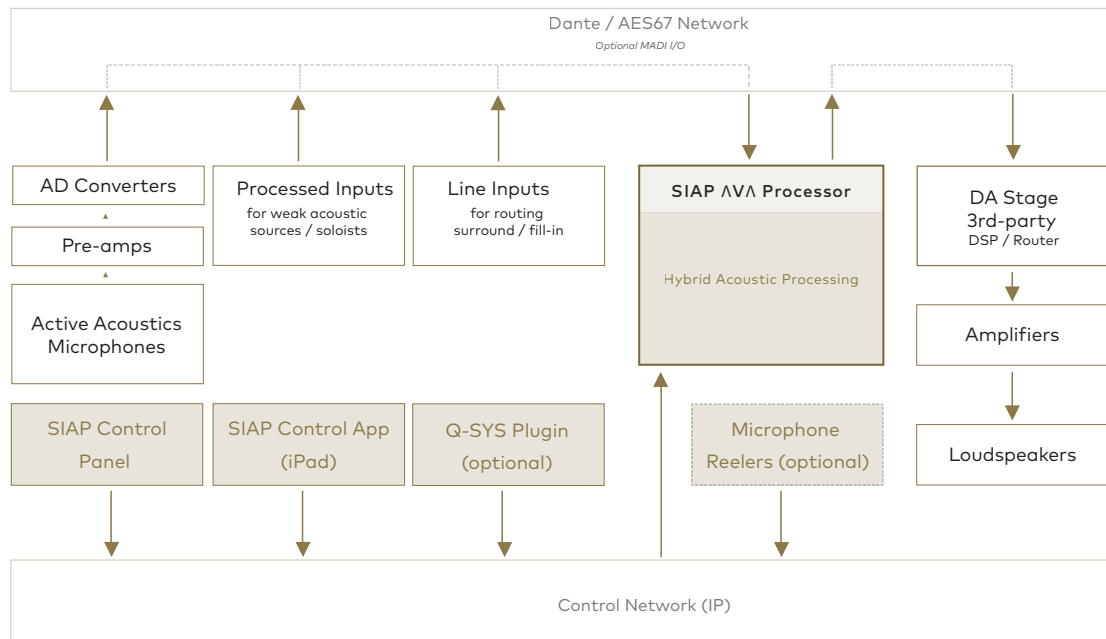 Dante / AES67 Network
Optional MADI I/O
AD Converters
Pre-amps
Active Acoustics
Microphones
Processed Inputs
for weak acoustic
sources / soloists
Line Inputs
for routing
surround / fill-in
SIAP ΛVΛ Processor
Hybrid Acoustic Processing
DA Stage
3rd-party
DSP / Router
Amplifiers
Loudspeakers
SIAP Control
Panel
SIAP Control App
(iPad)
Q-SYS Plugin
(optional)
Microphone
Reelers (optional)
Control Network (IP)